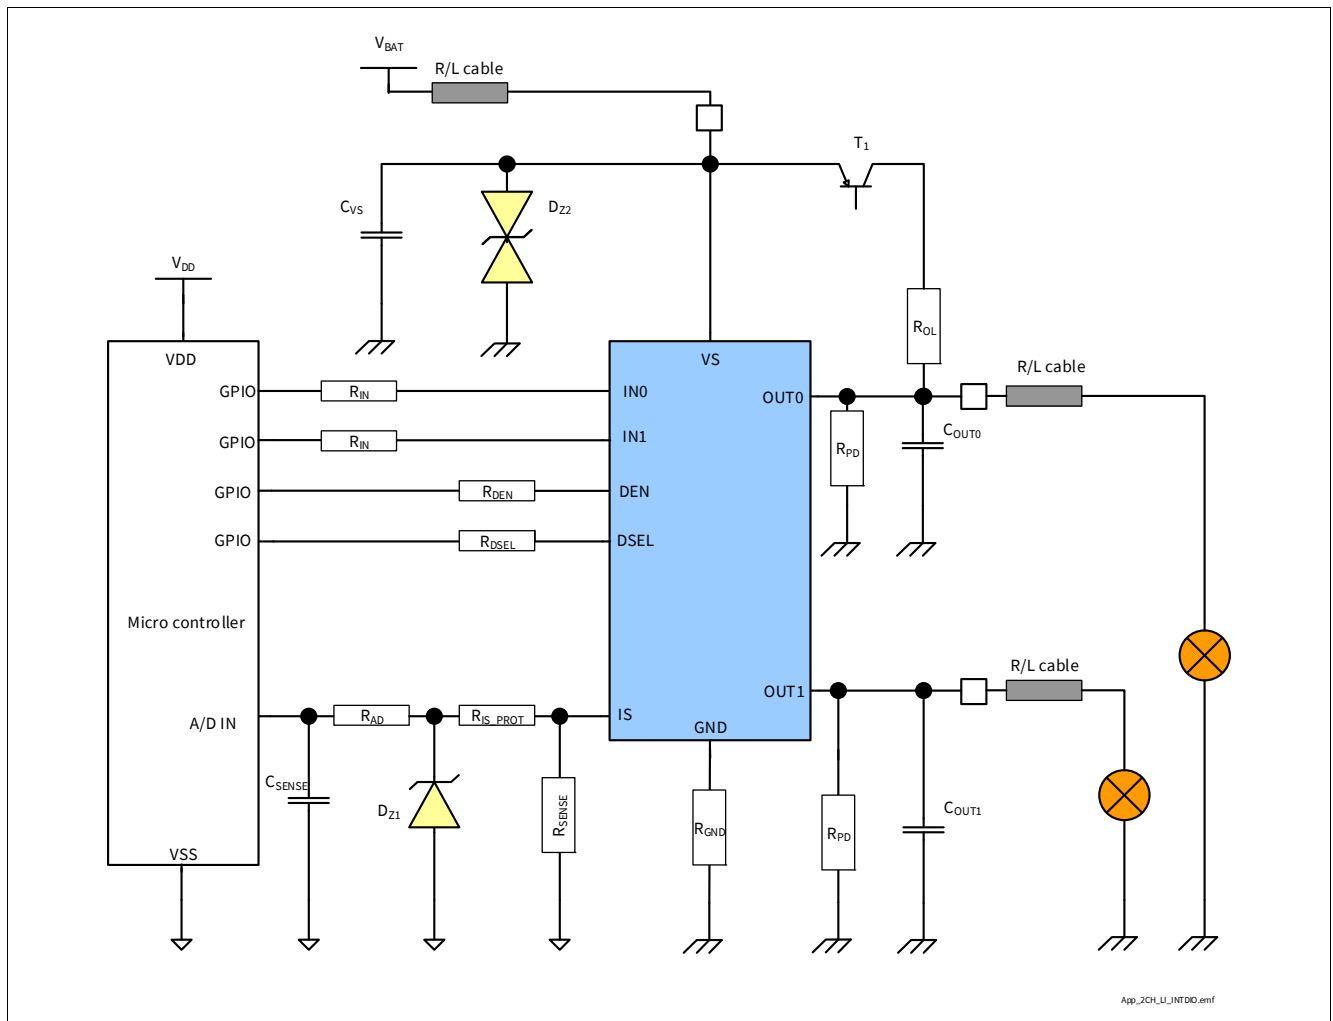 VBAT
R/L cable
T1
CVS
DZ2
VDD
ROL
VDD
VS
R/L cable
GPIO
RIN
IN0
OUT0
COUT0
GPIO
RIN
IN1
RPD
GPIO
RDEN
DEN
GPIO
RDSEL
DSEL
Micro controller
R/L cable
OUT1
A/D IN
RAD
RIS_PROT
IS
GND
CSENSE
DZ1
RSENSE
RGND
RPD
COUT1
VSS
App_2CH_LI_INTDIO.emf